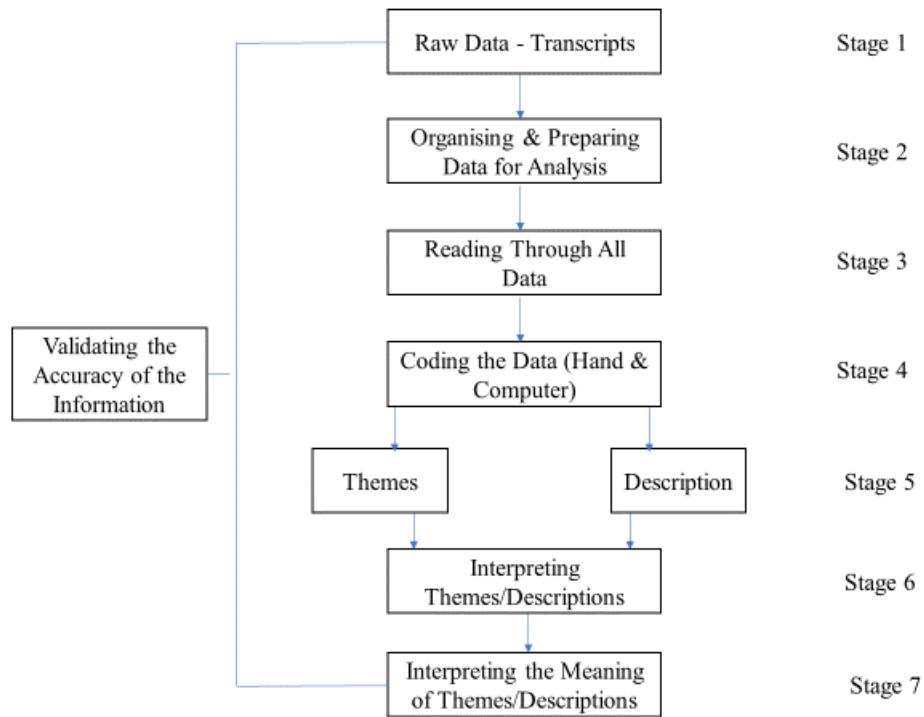 Raw Data - Transcripts
Stage 1
Organising & Preparing
Data for Analysis
Stage 2
Reading Through All
Data
Stage 3
Validating the
Accuracy of the
Information
Coding the Data (Hand &
Computer)
Stage 4
Themes
Description
Stage 5
Interpreting
Themes/Descriptions
Stage 6
Interpreting the Meaning
of Themes/Descriptions
Stage 7